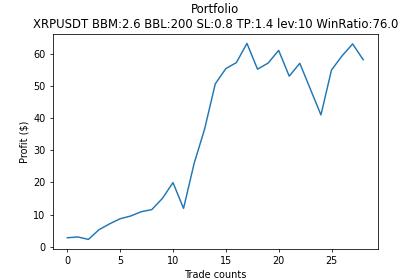 Portfolio
XRPUSDT BBM:2.6 BBL:200 SL:0.8 TP:1.4 lev:10 WinRatio:76.0
60
50
40
30
20
10
0
Profit ($)
0 5 10 15 20 25
Trade counts